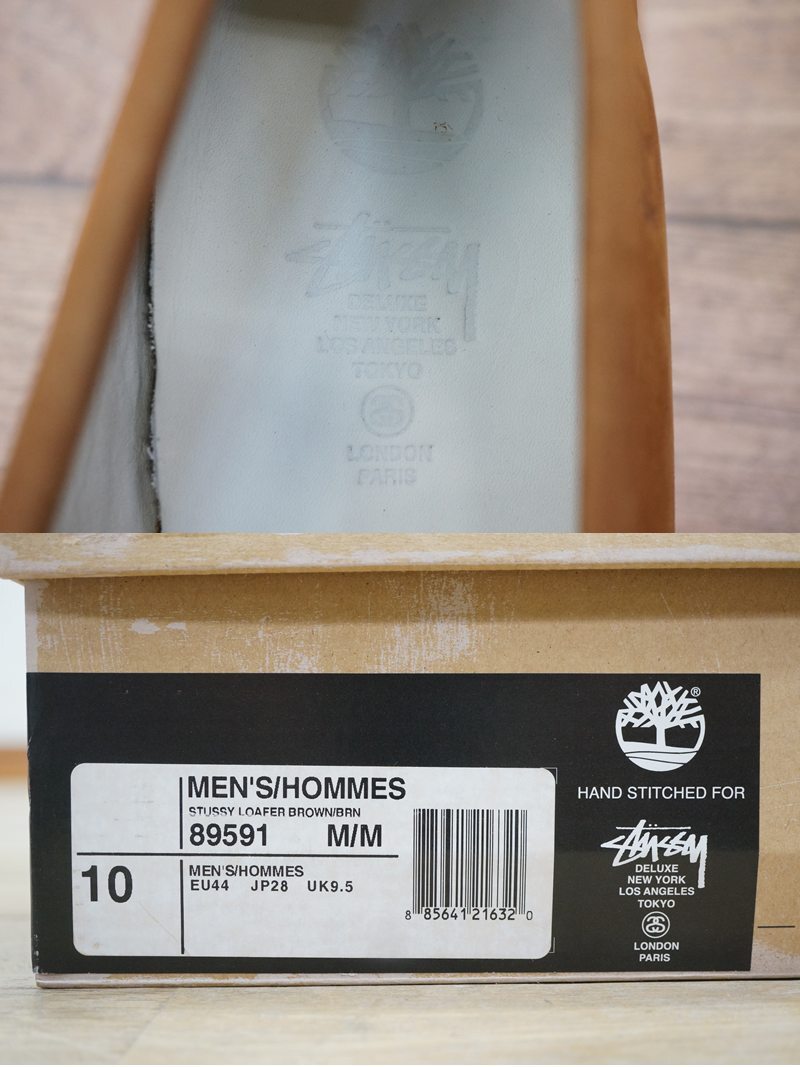 STÜSSY
DELUXE
NEW YORK
LOS ANGELES
TOKYO
LONDON
PARIS
MEN'S/HOMMES
STUSSY LOAFER BROWN/BRN
89591 M/M
10
MEN'S/HOMMES
EU44 JP28 UK9.5
8 85641 21632 0
®
HAND STITCHED FOR
STÜSSY
DELUXE
NEW YORK
LOS ANGELES
TOKYO
LONDON
PARIS